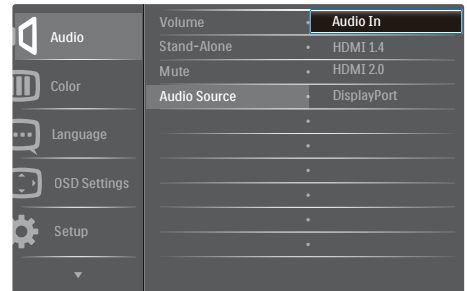 Audio
Color
Language
OSD Settings
Setup
Volume
Stand-Alone
Mute
Audio Source
Audio In
HDMI 1.4
HDMI 2.0
DisplayPort